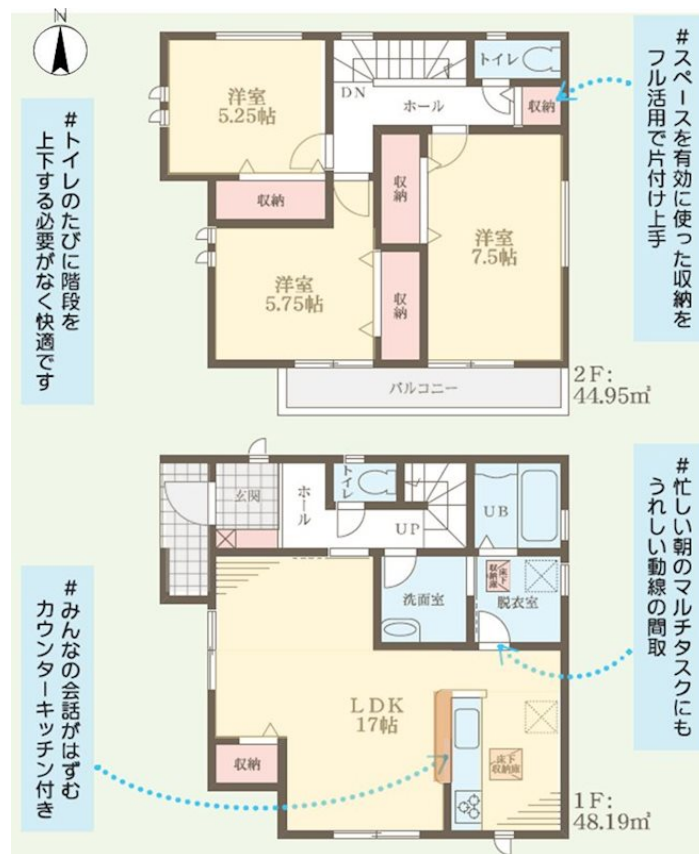 N
#スペースを有効に使った収納を
フル活用で片付け上手
#トイレのたびに階段を
上下する必要がなく快適です
洋室
5.25帖
DN
ホール
トイレ
収納
収納
収納
洋室
7.5帖
洋室
5.75帖
収納
バルコニー
2F:
44.95㎡
#忙しい朝のマルチタスクにも
うれしい動線の間取
#みんなの会話がはずむ
カウンターキッチン付き
玄関
ホール
トイレ
UP
UB
洗面室
床下
収納庫
脱衣室
LDK
17帖
収納
床下
収納庫
1F:
48.19㎡